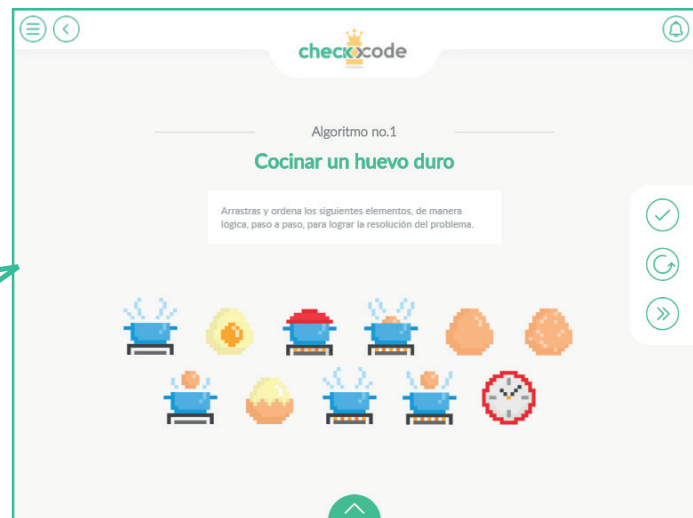 checkcode
Algoritmo no.1
Cocinar un huevo duro
Arrastras y ordena los siguientes elementos, de manera
lógica, paso a paso, para lograr la resolución del problema.